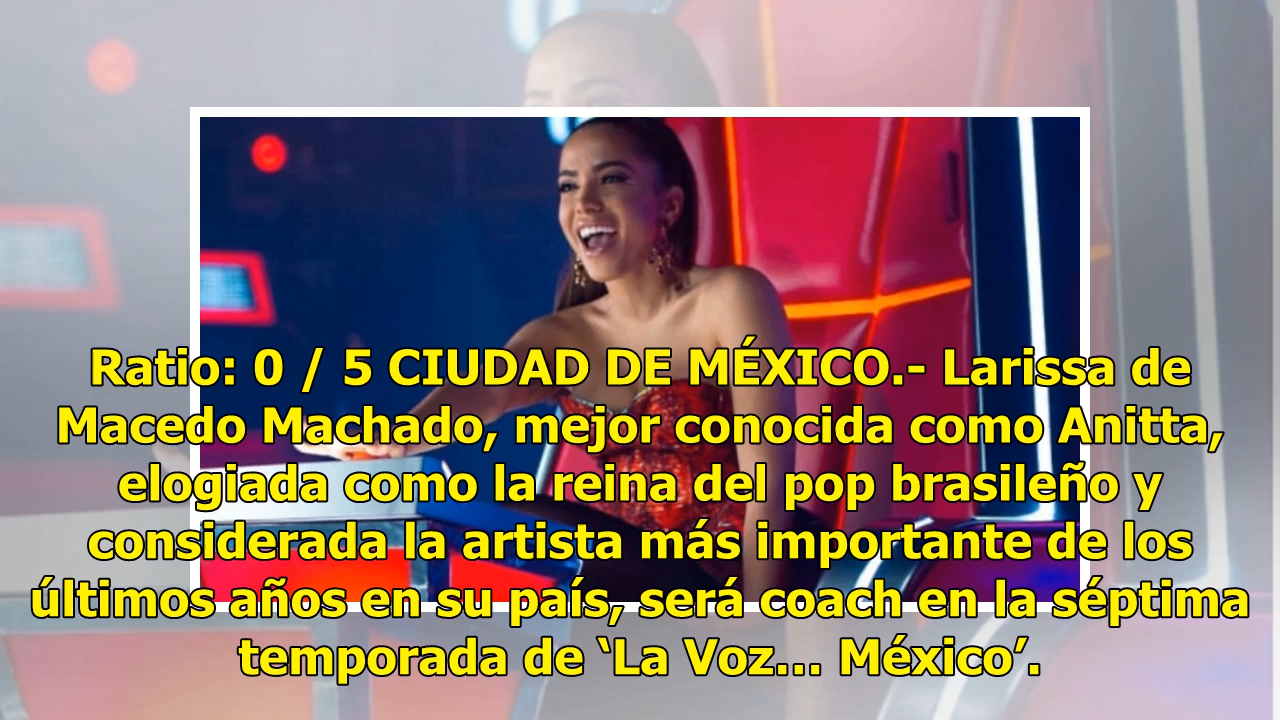 Ratio: 0 / 5 CIUDAD DE MÉXICO.- Larissa de
Macedo Machado, mejor conocida como Anitta,
elogiada como la reina del pop brasileño y
considerada la artista más importante de los
últimos años en su país, será coach en la séptima
temporada de ‘La Voz... México’.